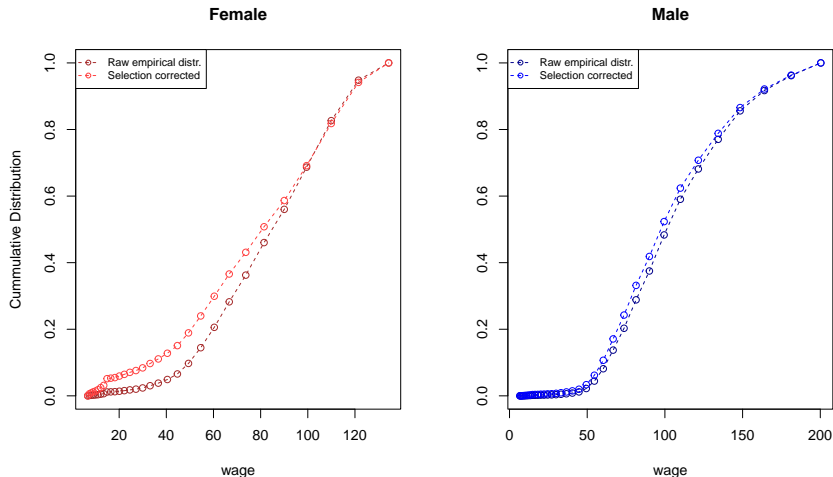 Female
Raw empirical distr.
Selection corrected
Cummulative Distribution
0.0
0.2
0.4
0.6
0.8
1.0
20 40 60 80 100 120
wage
Male
Raw empirical distr.
Selection corrected
0.0
0.2
0.4
0.6
0.8
1.0
0 50 100 150 200
wage